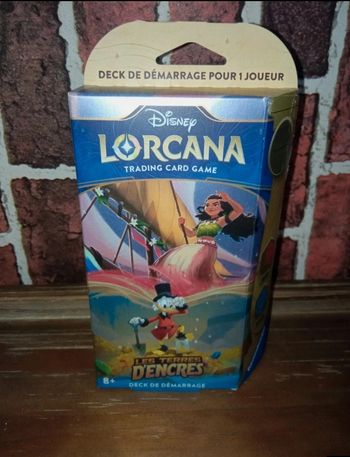 DECK DE DÉMARRAGE POUR 1 JOUEUR
Disney
LORCANA
TRADING CARD GAME
LES TERRES
D'ENCRES
8+
DECK DE DÉMARRAGE